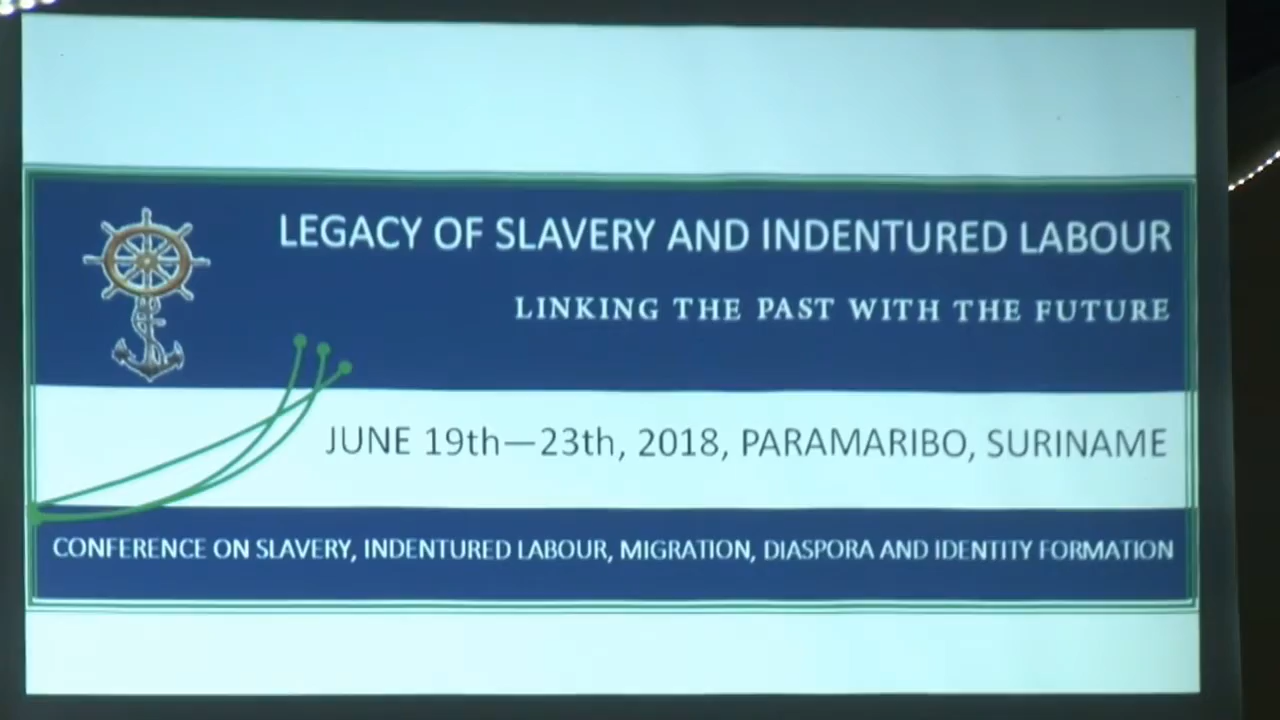 LEGACY OF SLAVERY AND INDENTURED LABOUR
LINKING THE PAST WITH THE FUTURE
JUNE 19th—23th, 2018, PARAMARIBO, SURINAME
CONFERENCE ON SLAVERY, INDENTURED LABOUR, MIGRATION, DIASPORA AND IDENTITY FORMATION